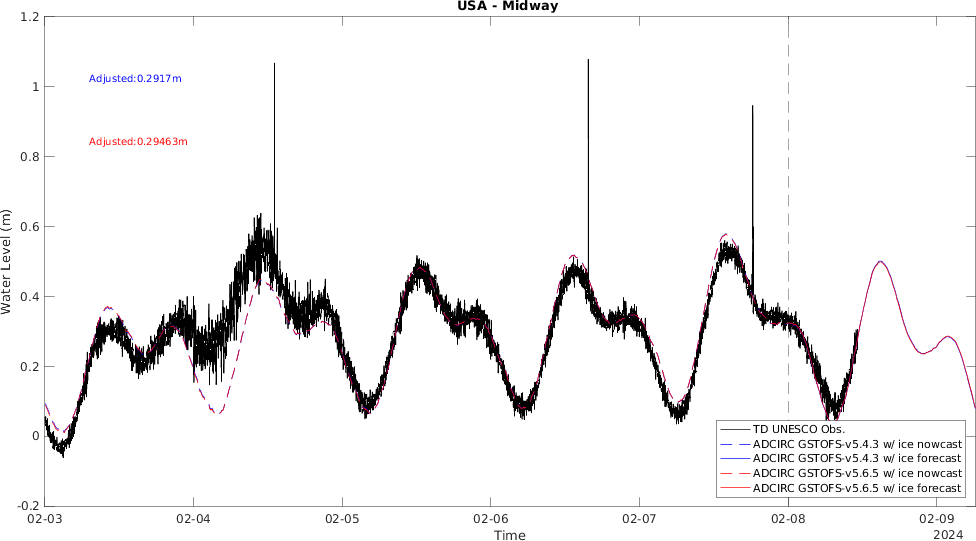 USA - Midway
1.2
1
0.8
0.6
0.4
0.2
0
-0.2
Water Level (m)
Adjusted:0.2917m
Adjusted:0.29463m
TD UNESCO Obs.
ADCIRC GSTOFS-v5.4.3 w/ ice nowcast
ADCIRC GSTOFS-v5.4.3 w/ ice forecast
ADCIRC GSTOFS-v5.6.5 w/ ice nowcast
ADCIRC GSTOFS-v5.6.5 w/ ice forecast
02-03 02-04 02-05 02-06 02-07 02-08 02-09
Time
2024